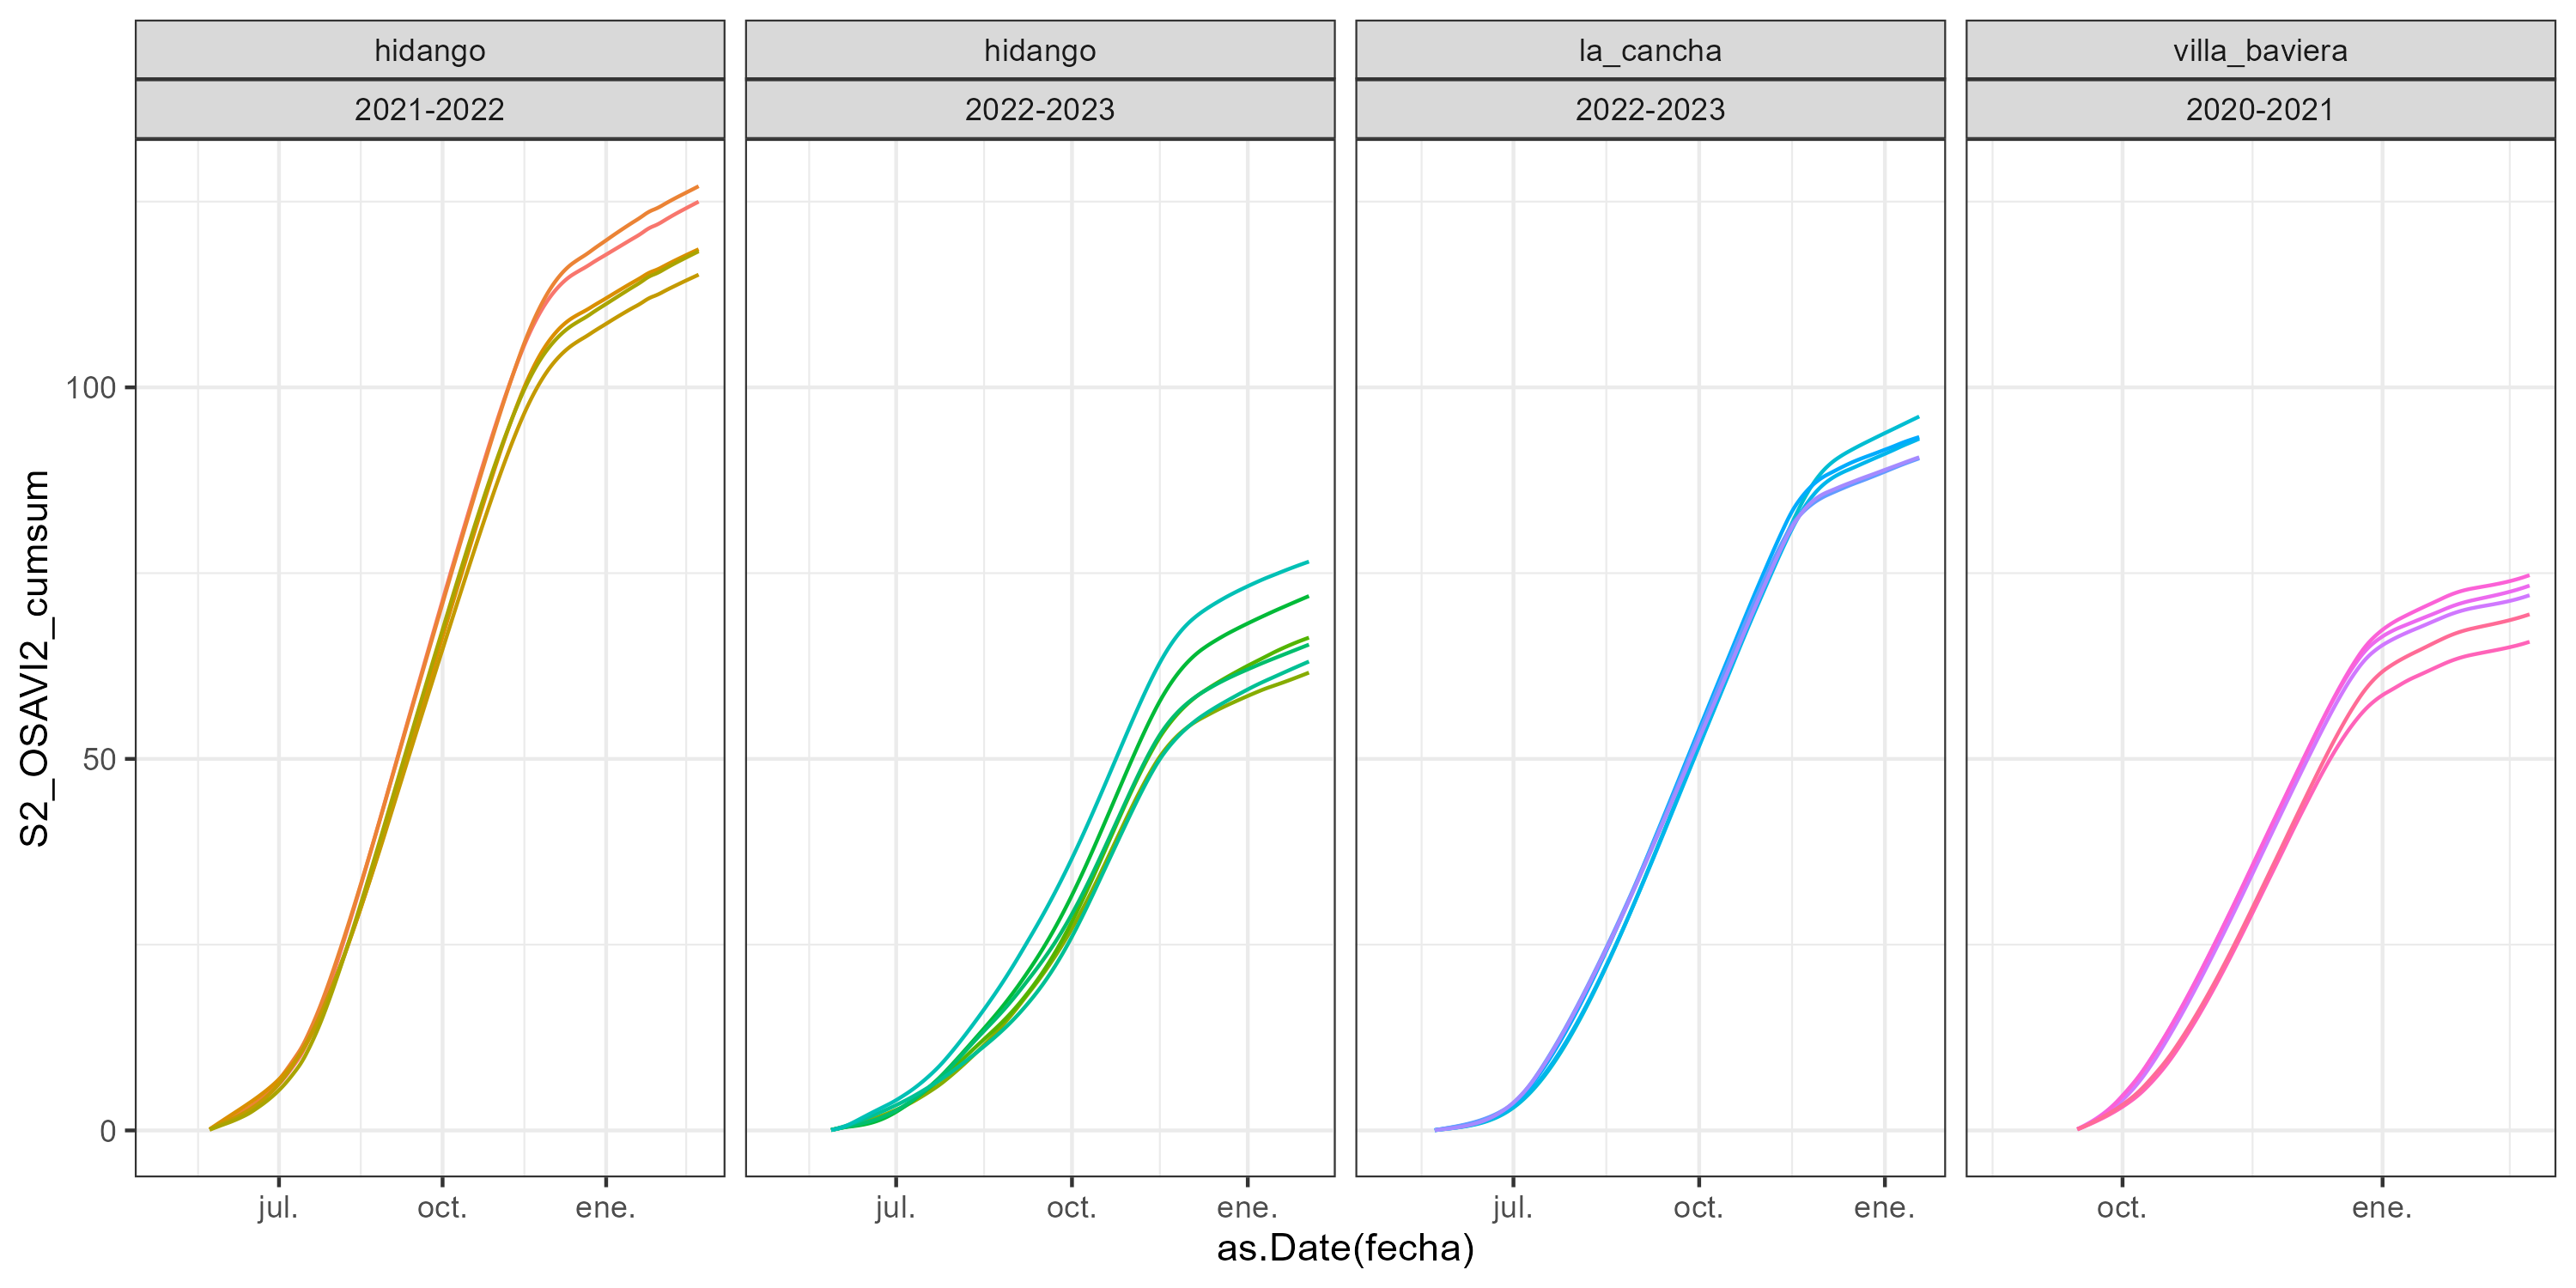 hidango hidango la_cancha villa_baviera
2021-2022 2022-2023 2022-2023 2020-2021
S2_OSAVI2_cumsum
100
50
0
jul. oct. ene. jul. oct. ene. jul. oct. ene. oct. ene.
as.Date(fecha)